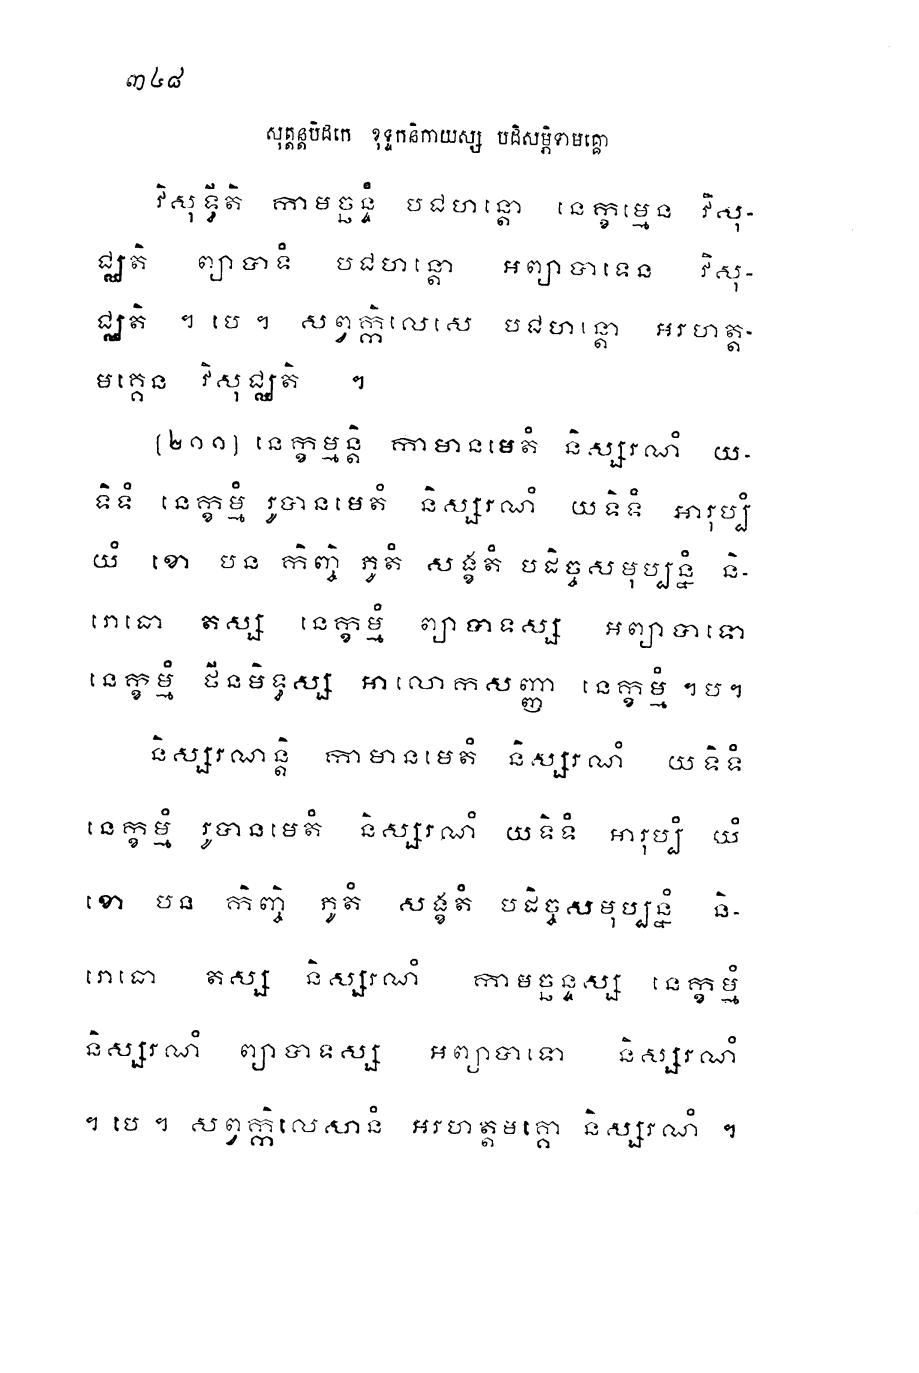 ៣៤៨
សុត្តន្តបិដកេ ខុទ្ទកនិកាយស្ស បដិសម្ភិទាមគ្គោ
វិសុទ្ធីតិ កាមច្ឆន្ទំ បជហន្តោ នេក្ខម្មេន វិសុ-
ជ្ឈតិ ព្យាបាទំ បជហន្តោ អព្យាបាទេន វិសុ-
ជ្ឈតិ ។ បេ ។ សព្វក្កិលេសេ បជហន្តោ អរហត្ត-
មគ្គេន វិសុជ្ឈតិ ។
(២០០) នេក្ខម្មន្តិ កាមានមេតំ និស្សរណំ យ-
ទិទំ នេក្ខម្មំ រូបានមេតំ និស្សរណំ យទិទំ អារុប្បំ
យំ ខោ បន កិញ្ចិ ភូតំ សង្ខតំ បដិច្ចសមុប្បន្នំ និ-
រោធោ តស្ស នេក្ខម្មំ ព្យាបាទស្ស អព្យាបាទោ
នេក្ខម្មំ ថីនមិទ្ធស្ស អាលោកសញ្ញា នេក្ខម្មំ ។បេ។
និស្សរណន្តិ កាមានមេតំ និស្សរណំ យទិទំ
នេក្ខម្មំ រូបានមេតំ និស្សរណំ យទិទំ អារុប្បំ យំ
ខោ បន កិញ្ចិ ភូតំ សង្ខតំ បដិច្ចសមុប្បន្នំ និ-
រោធោ តស្ស និស្សរណំ កាមច្ឆន្ទស្ស នេក្ខម្មំ
និស្សរណំ ព្យាបាទស្ស អព្យាបាទោ និស្សរណំ
។ បេ ។ សព្វក្កិលេសានំ អរហត្តមគ្គោ និស្សរណំ ។